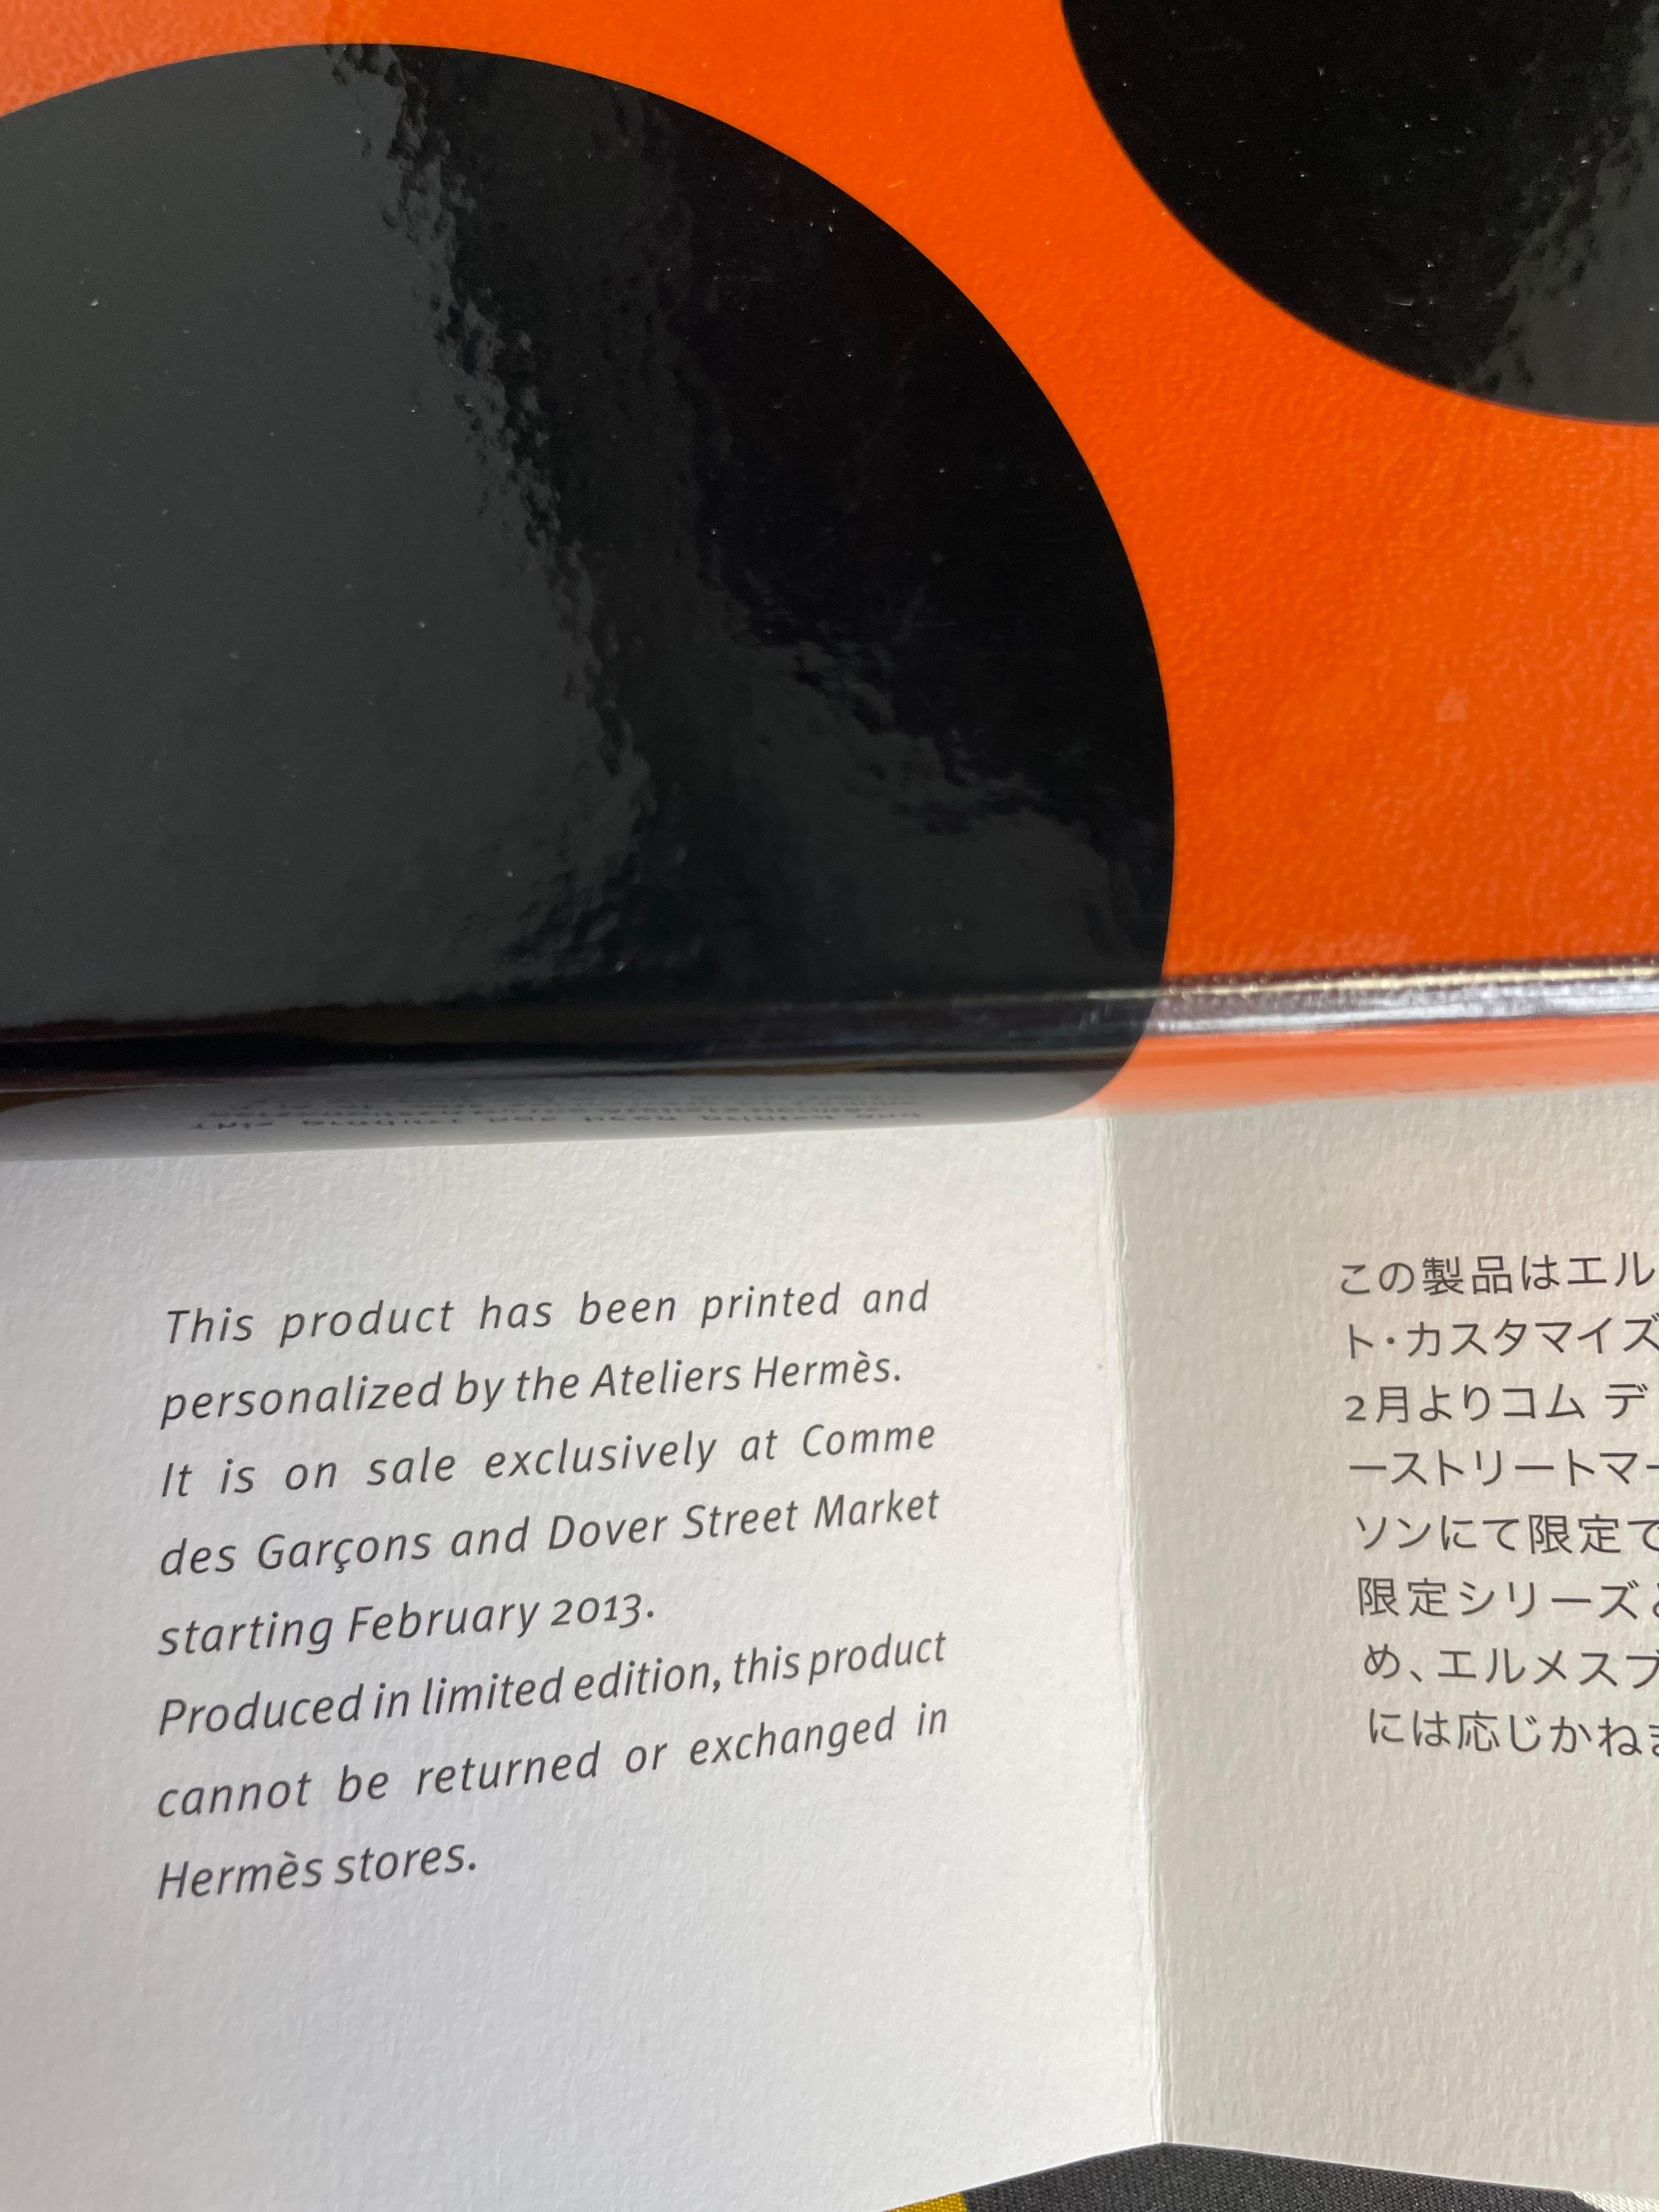 This product has been printed and
personalized by the Ateliers Hermès.
It is on sale exclusively at Comme
des Garçons and Dover Street Market
starting February 2013.
Produced in limited edition, this product
cannot be returned or exchanged in
Hermès stores.
この製品はエル
ト・カスタマイズ
2月よりコム デ
ーストリートマー
ソンにて限定で
限定シリーズと
め、エルメスブ
には応じかねま